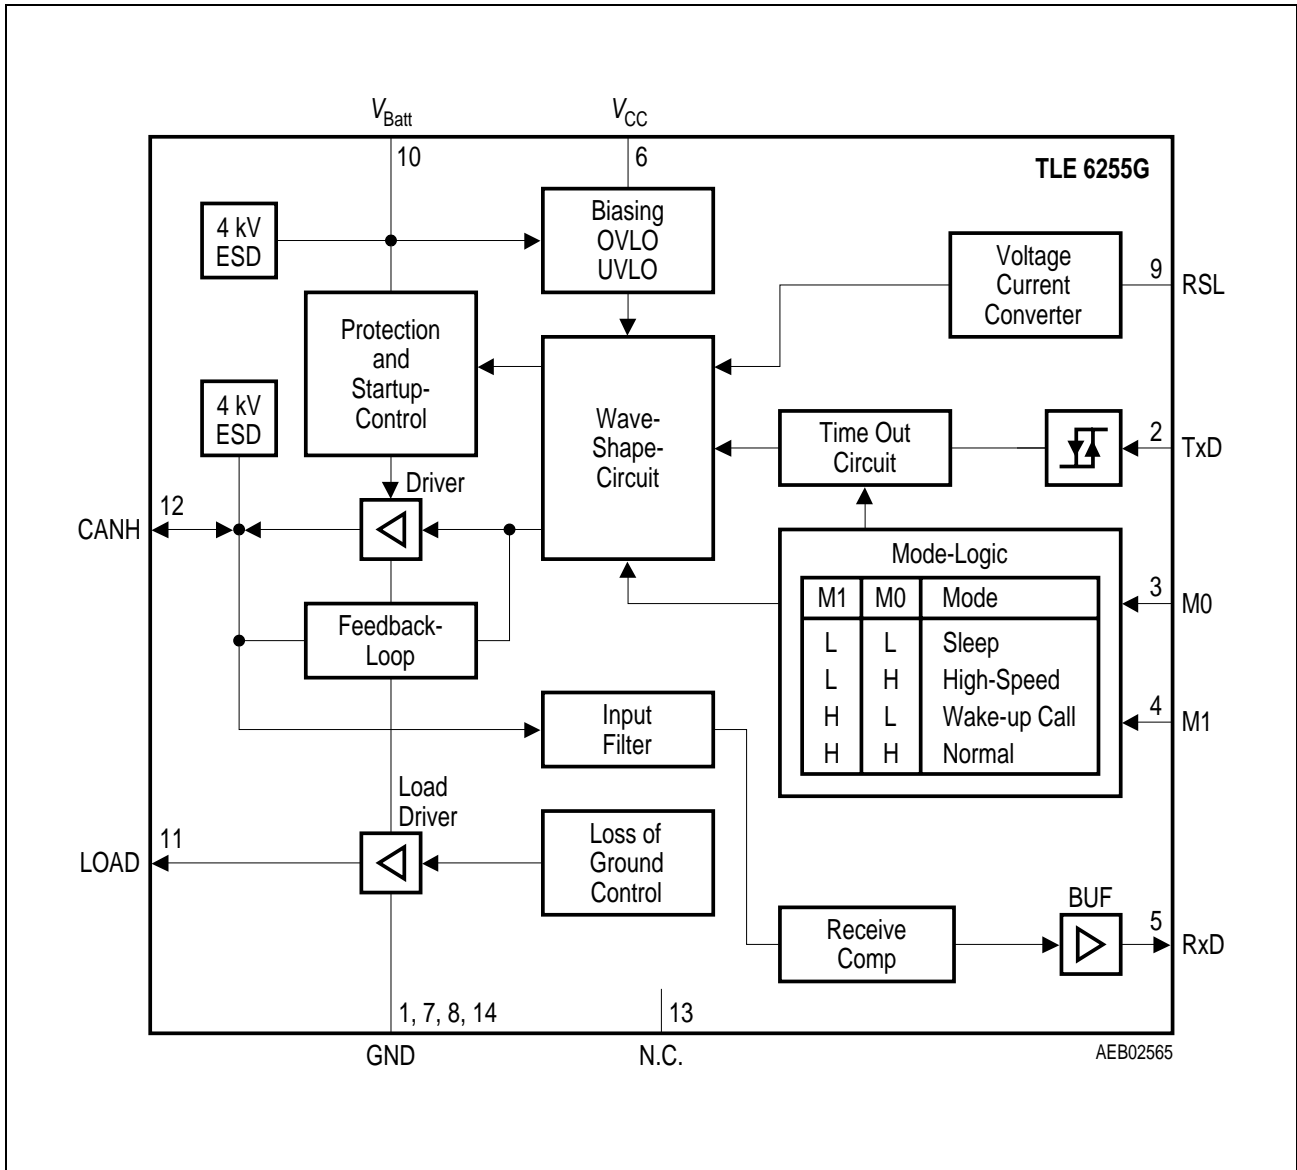 VBatt
VCC
10
6
TLE 6255G
4 kV
ESD
Biasing
OVLO
UVLO
Voltage
Current
Converter
9
RSL
Protection
and
Startup-
Control
4 kV
ESD
Wave-
Shape-
Circuit
Time Out
Circuit
2
TxD
Driver
12
CANH
Mode-Logic
M1 M0 Mode
L L Sleep
L H High-Speed
H L Wake-up Call
H H Normal
3
M0
4
M1
Feedback-
Loop
Input
Filter
Load
Driver
11
LOAD
Loss of
Ground
Control
Receive
Comp
BUF
5
RxD
1, 7, 8, 14
13
GND
N.C.
AEB02565